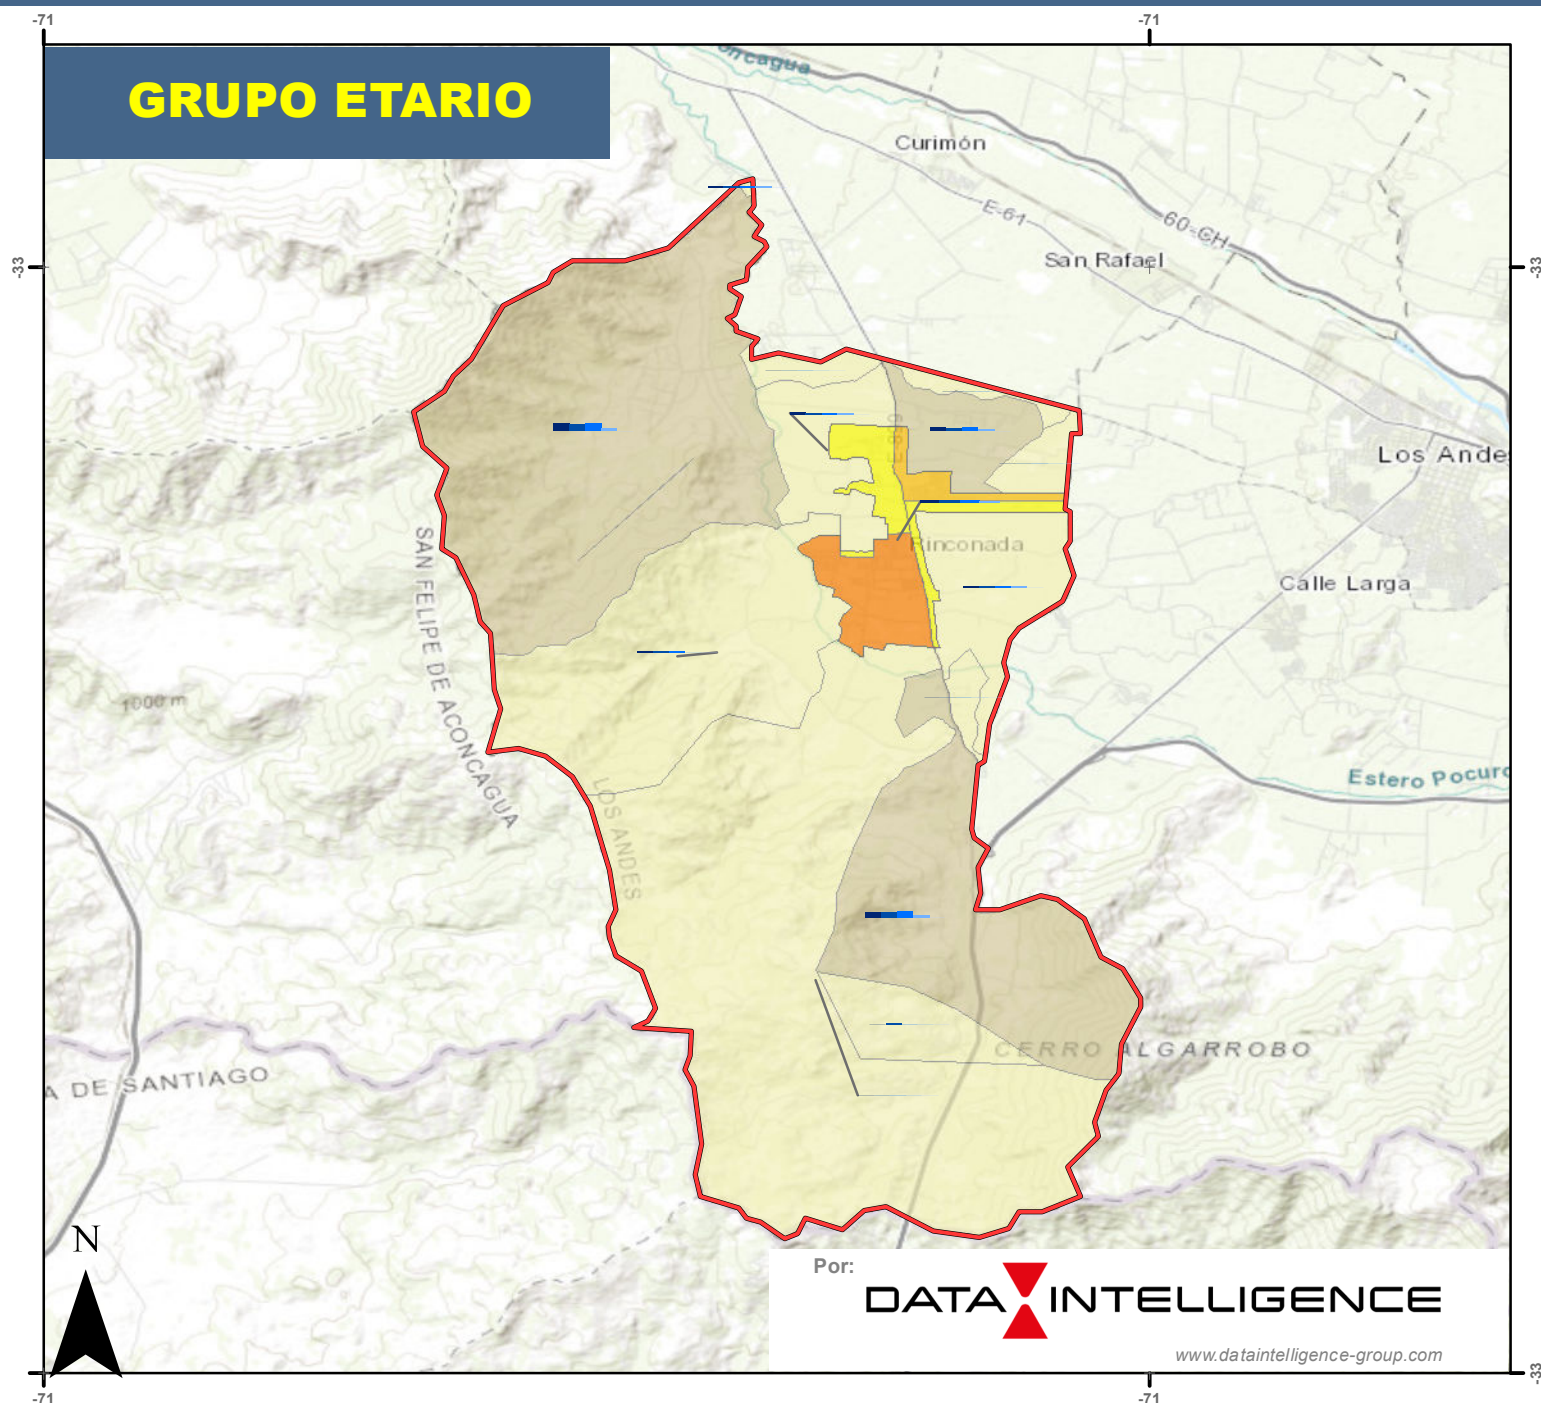 -71
-71
GRUPO ETARIO
Curimón
E-61
60-CH
San Rafael
-33
-33
Los Ande
Rinconada
Calle Larga
SAN FELIPE DE ACONCAGUA
1000 m
Estero Pocuro
LOS ANDES
CERRO ALGARROBO
A DE SANTIAGO
N
Por:
DATA INTELLIGENCE
www.dataintelligence-group.com
-33
-71
-71